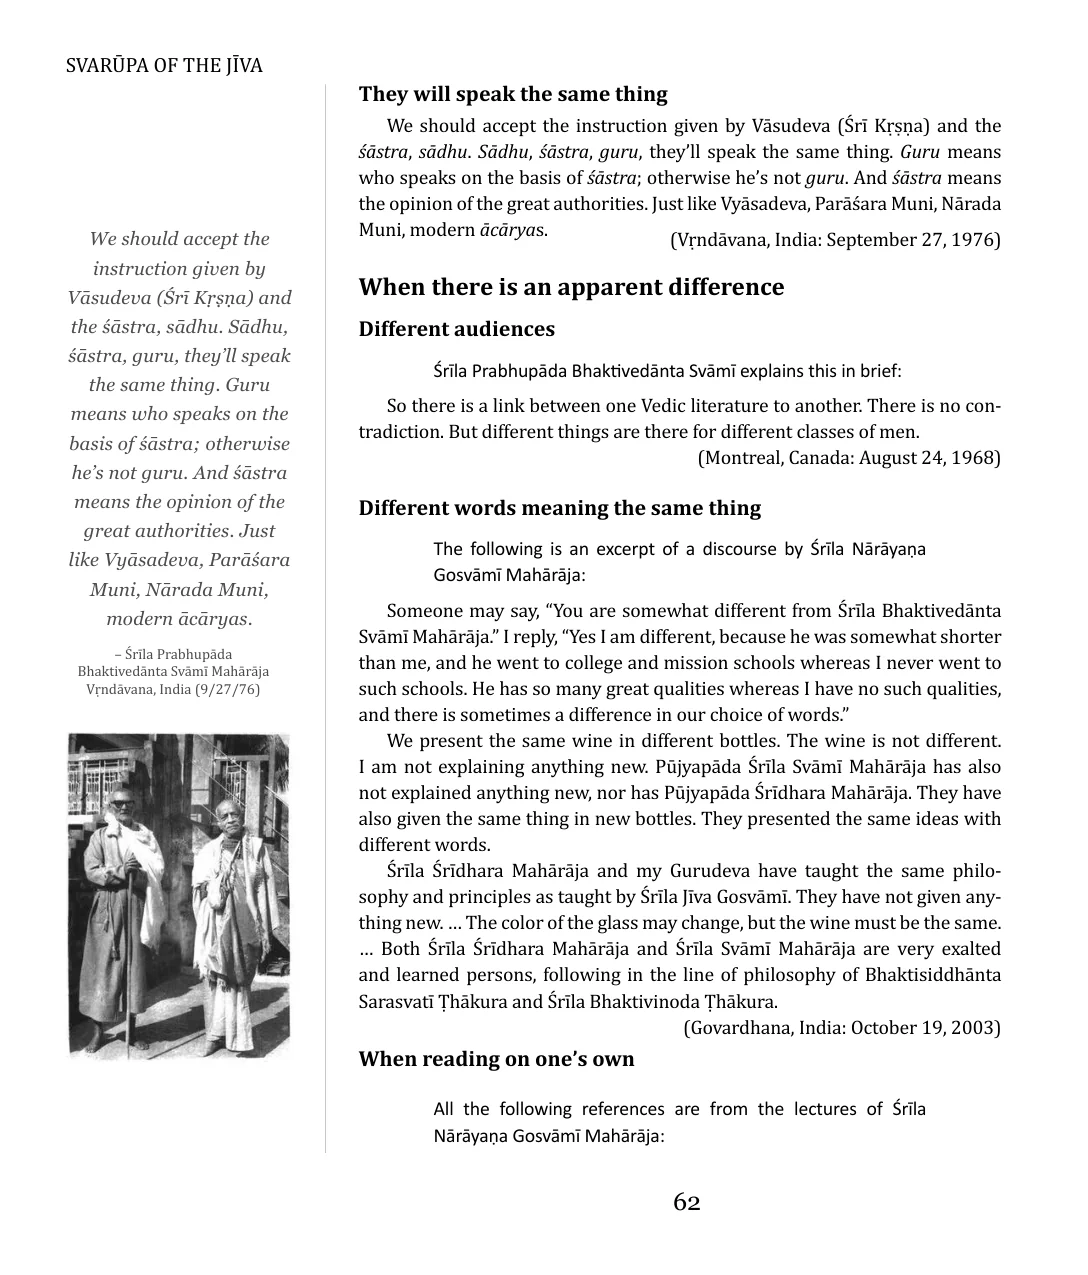 SVARŪPA OF THE JĪVA
We should accept the
instruction given by
Vāsudeva (Śrī Kṛṣṇa) and
the śāstra, sādhu. Sādhu,
śāstra, guru, they’ll speak
the same thing. Guru
means who speaks on the
basis of śāstra; otherwise
he’s not guru. And śāstra
means the opinion of the
great authorities. Just
like Vyāsadeva, Parāśara
Muni, Nārada Muni,
modern ācāryas.
– Śrīla Prabhupāda
Bhaktivedānta Svāmī Mahārāja
Vṛndāvana, India (9/27/76)
They will speak the same thing
We should accept the instruction given by Vāsudeva (Śrī Kṛṣṇa) and the
śāstra, sādhu. Sādhu, śāstra, guru, they’ll speak the same thing. Guru means
who speaks on the basis of śāstra; otherwise he’s not guru. And śāstra means
the opinion of the great authorities. Just like Vyāsadeva, Parāśara Muni, Nārada
Muni, modern ācāryas.
(Vṛndāvana, India: September 27, 1976)
When there is an apparent difference
Different audiences
Śrīla Prabhupāda Bhaktivedānta Svāmī explains this in brief:
So there is a link between one Vedic literature to another. There is no con-
tradiction. But different things are there for different classes of men.
(Montreal, Canada: August 24, 1968)
Different words meaning the same thing
The following is an excerpt of a discourse by Śrīla Nārāyaṇa
Gosvāmī Mahārāja:
Someone may say, “You are somewhat different from Śrīla Bhaktivedānta
Svāmī Mahārāja.” I reply, “Yes I am different, because he was somewhat shorter
than me, and he went to college and mission schools whereas I never went to
such schools. He has so many great qualities whereas I have no such qualities,
and there is sometimes a difference in our choice of words.”
We present the same wine in different bottles. The wine is not different.
I am not explaining anything new. Pūjyapāda Śrīla Svāmī Mahārāja has also
not explained anything new, nor has Pūjyapāda Śrīdhara Mahārāja. They have
also given the same thing in new bottles. They presented the same ideas with
different words.
Śrīla Śrīdhara Mahārāja and my Gurudeva have taught the same philo-
sophy and principles as taught by Śrīla Jīva Gosvāmī. They have not given any-
thing new. … The color of the glass may change, but the wine must be the same.
… Both Śrīla Śrīdhara Mahārāja and Śrīla Svāmī Mahārāja are very exalted
and learned persons, following in the line of philosophy of Bhaktisiddhānta
Sarasvatī Ṭhākura and Śrīla Bhaktivinoda Ṭhākura.
(Govardhana, India: October 19, 2003)
When reading on one’s own
All the following references are from the lectures of Śrīla
Nārāyaṇa Gosvāmī Mahārāja:
62